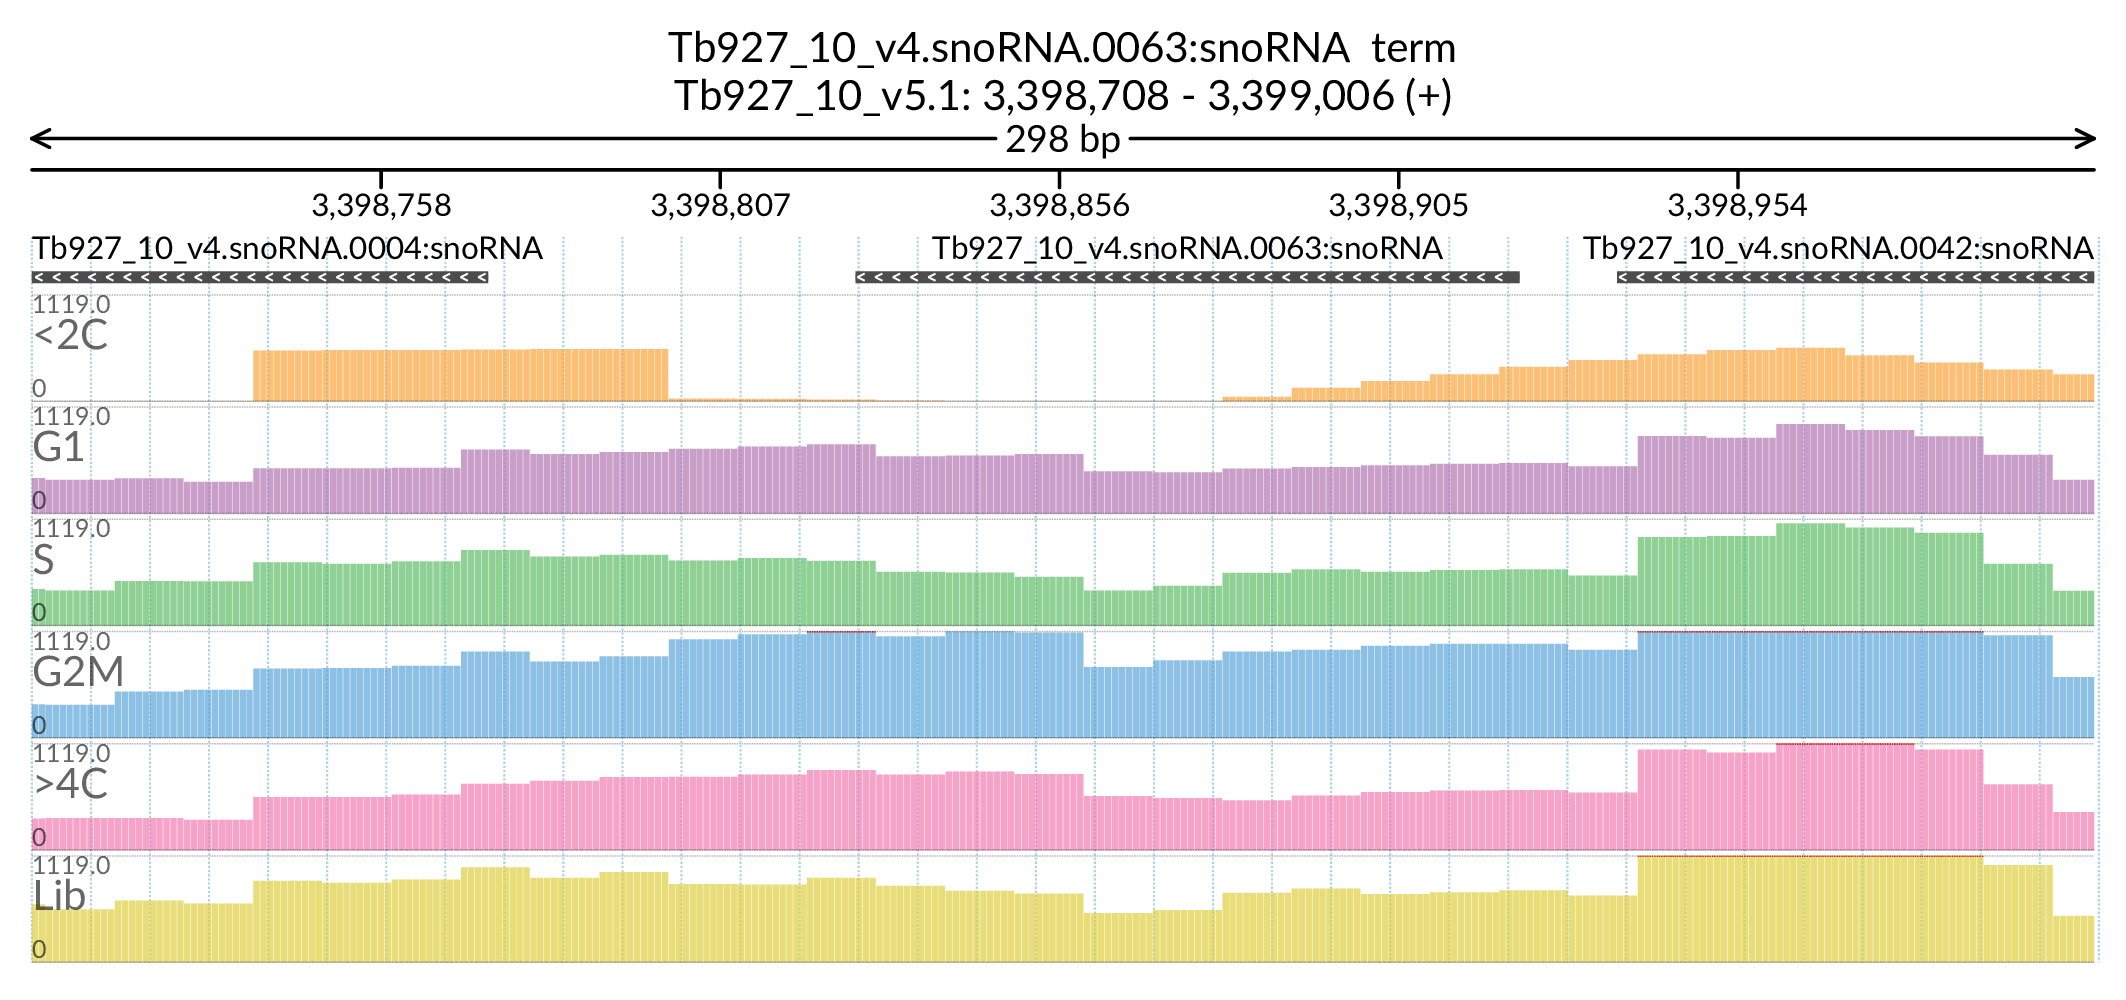 Tb927_10_v4.snoRNA.0063:snoRNA term
Tb927_10_v5.1: 3,398,708 - 3,399,006 (+)
298 bp
3,398,758 3,398,807 3,398,856 3,398,905 3,398,954
Tb927_10_v4.snoRNA.0004:snoRNA Tb927_10_v4.snoRNA.0063:snoRNA Tb927_10_v4.snoRNA.0042:snoRNA
1119.0
<2C
0
1119.0
G1
0
1119.0
S
0
1119.0
G2M
0
1119.0
>4C
0
1119.0
Lib
0